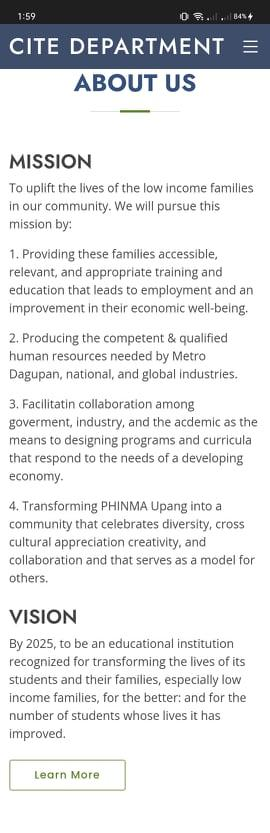 1:59
84%
CITE DEPARTMENT
ABOUT US
MISSION
To uplift the lives of the low income families
in our community. We will pursue this
mission by:
1. Providing these families accessible,
relevant, and appropriate training and
education that leads to employment and an
improvement in their economic well-being.
2. Producing the competent & qualified
human resources needed by Metro
Dagupan, national, and global industries.
3. Facilitatin collaboration among
goverment, industry, and the acdemic as the
means to designing programs and curricula
that respond to the needs of a developing
economy.
4. Transforming PHINMA Upang into a
community that celebrates diversity, cross
cultural appreciation creativity, and
collaboration and that serves as a model for
others.
VISION
By 2025, to be an educational institution
recognized for transforming the lives of its
students and their families, especially low
income families, for the better: and for the
number of students whose lives it has
improved.
Learn More